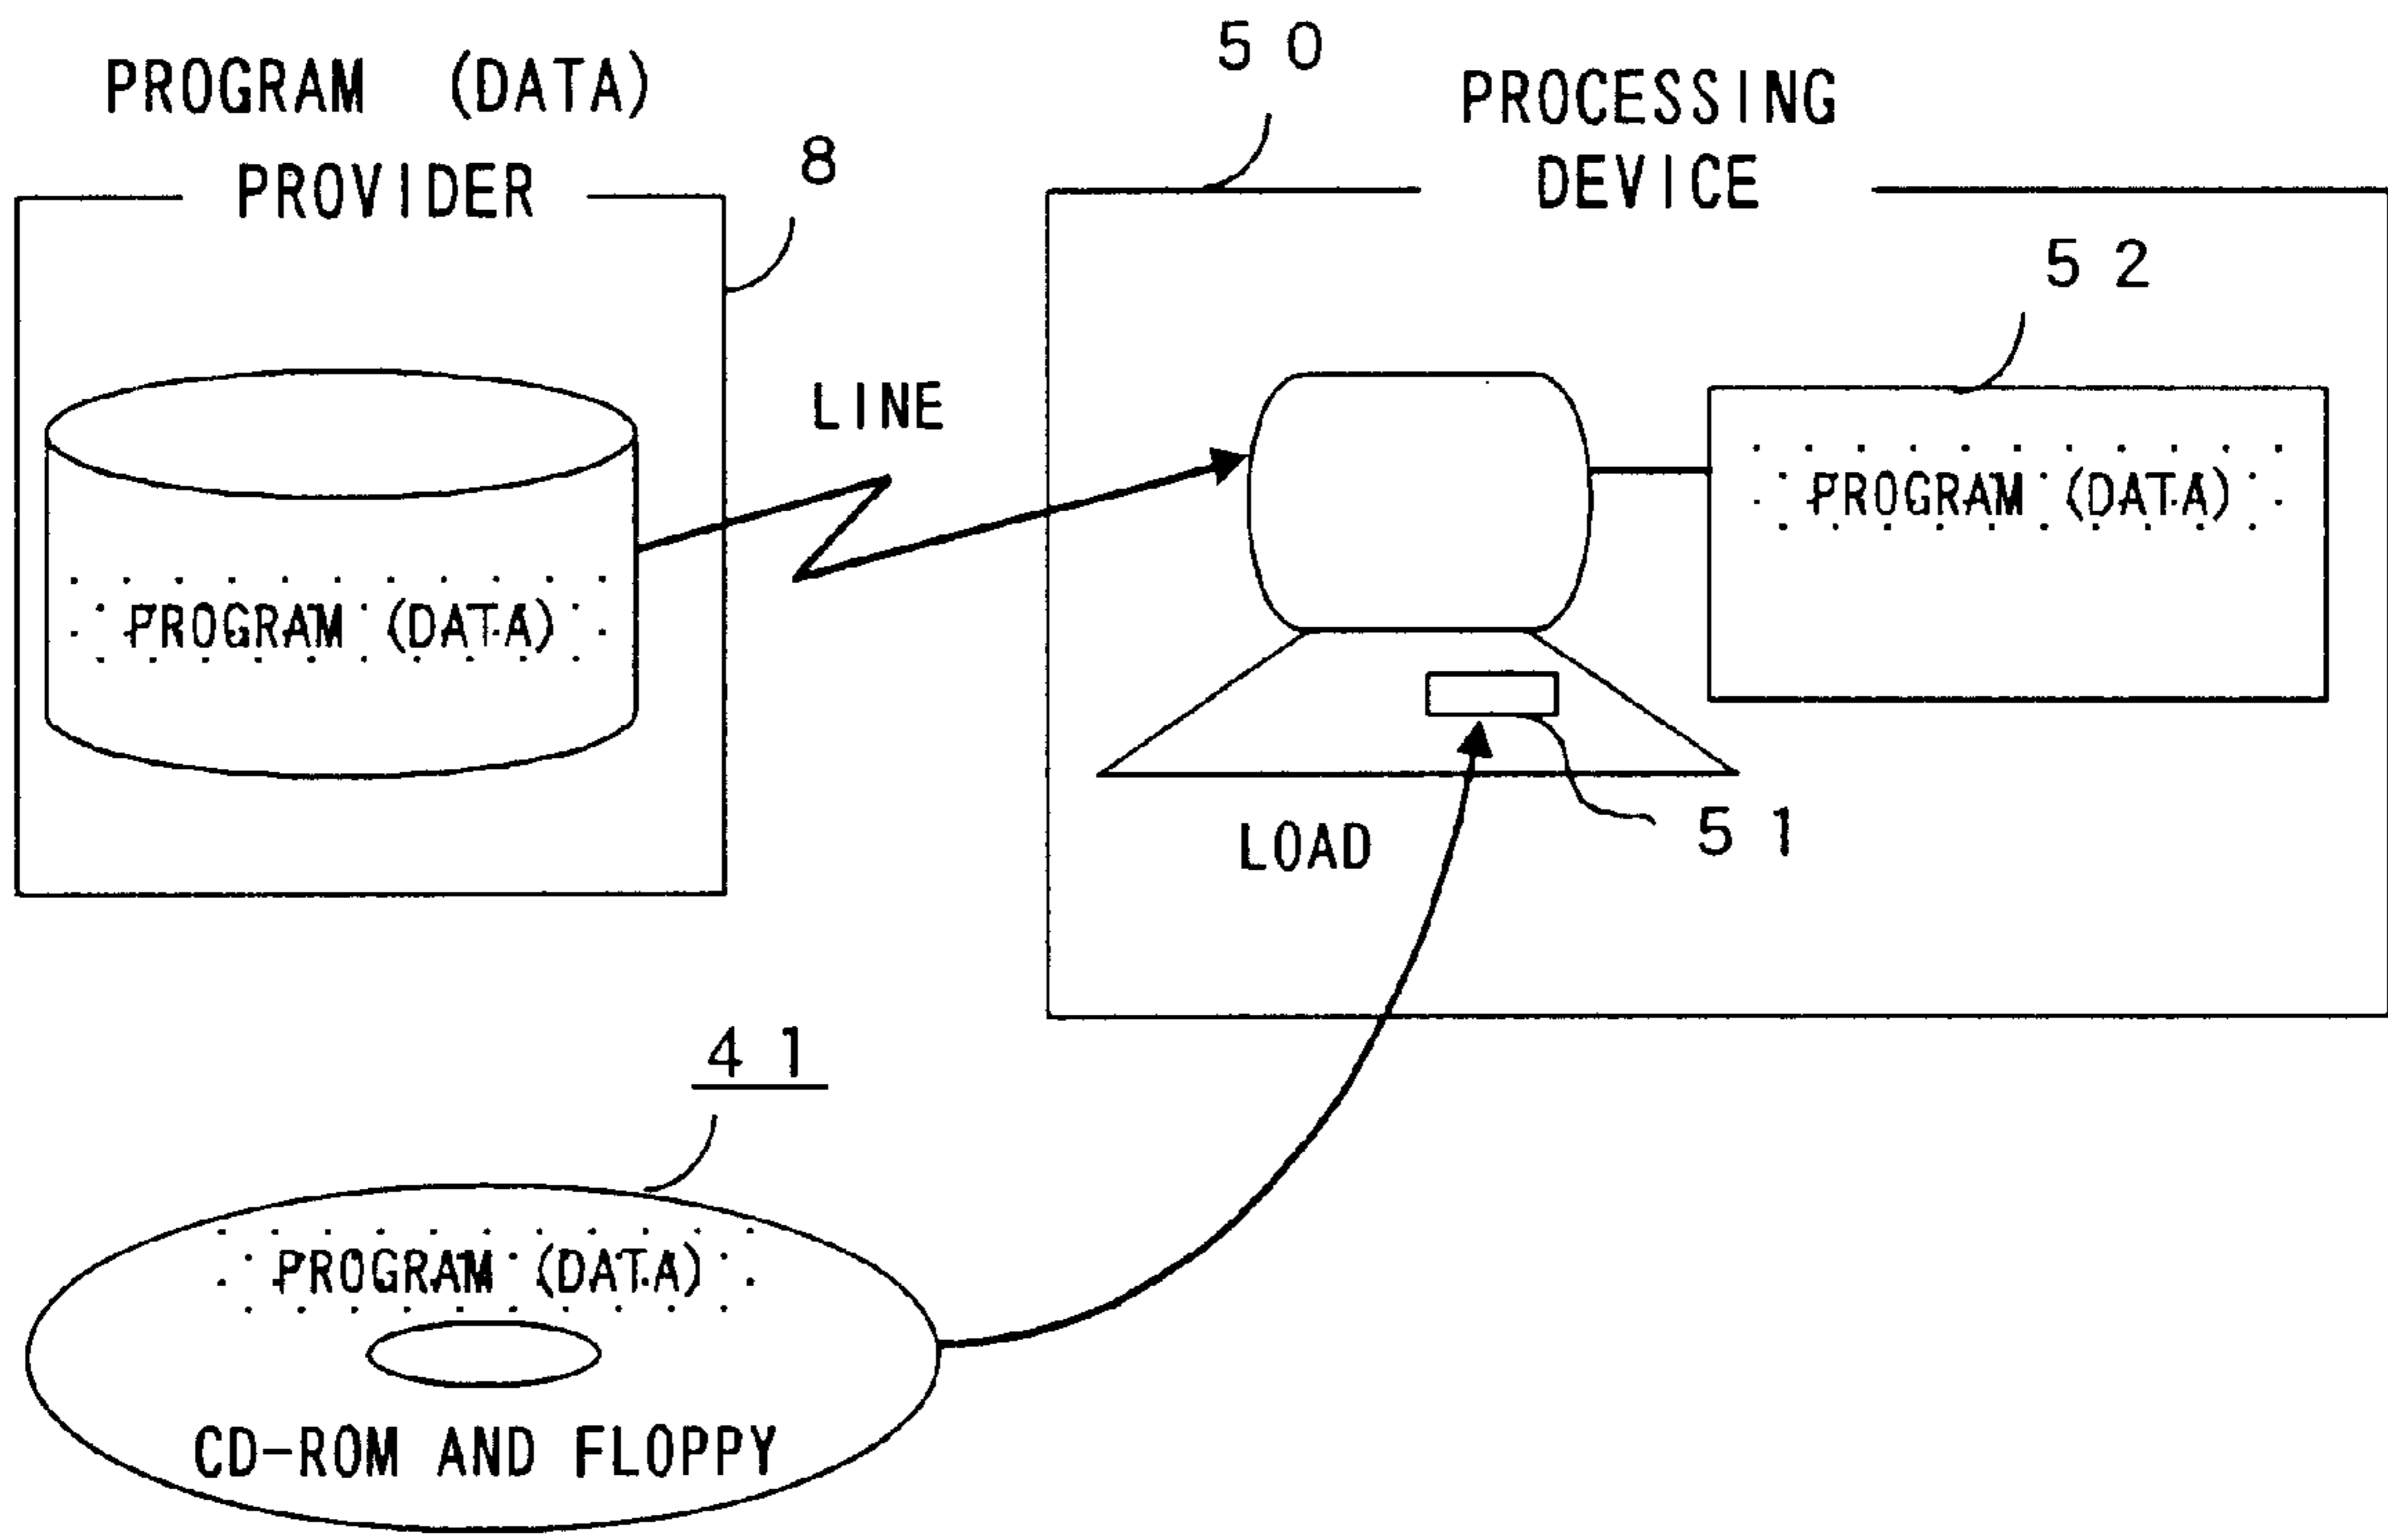 PROGRAM (DATA)
PROVIDER
8
50
PROCESSING
DEVICE
52
LINE
PROGRAM (DATA)
PROGRAM (DATA)
LOAD
51
41
PROGRAM (DATA)
CD-ROM AND FLOPPY